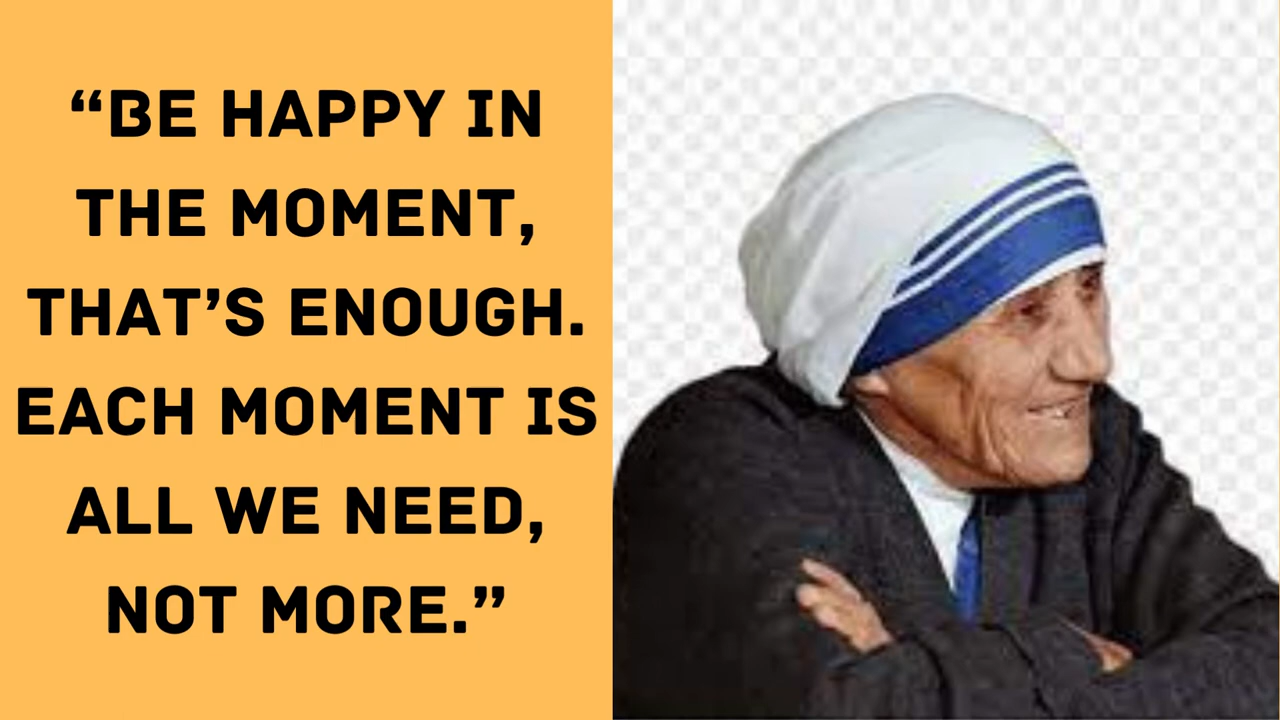 “BE HAPPY IN
THE MOMENT,
THAT’S ENOUGH.
EACH MOMENT IS
ALL WE NEED,
NOT MORE.”